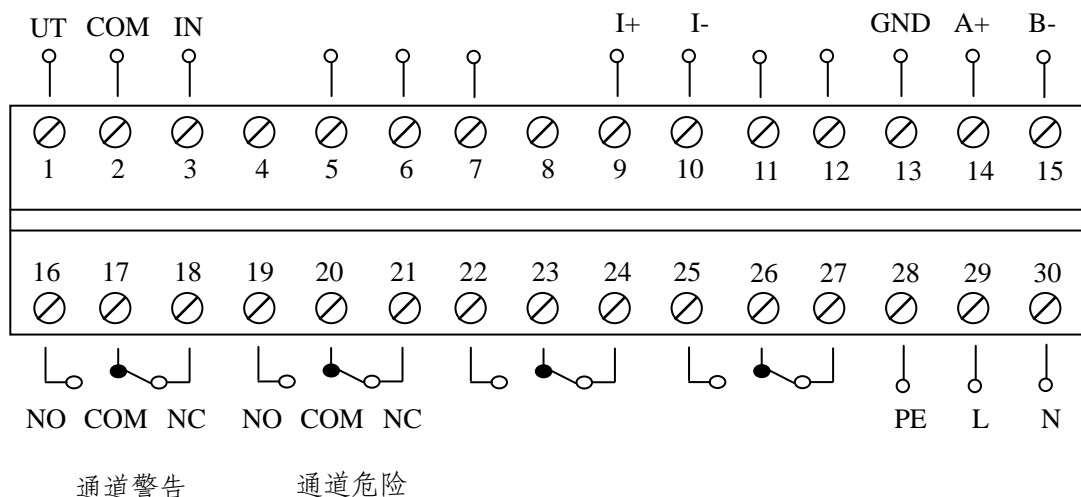 UT COM IN I+ I- GND A+ B-
1 2 3 4 5 6 7 8 9 10 11 12 13 14 15
16 17 18 19 20 21 22 23 24 25 26 27 28 29 30
NO COM NC NO COM NC PE L N
通道警告 通道危险